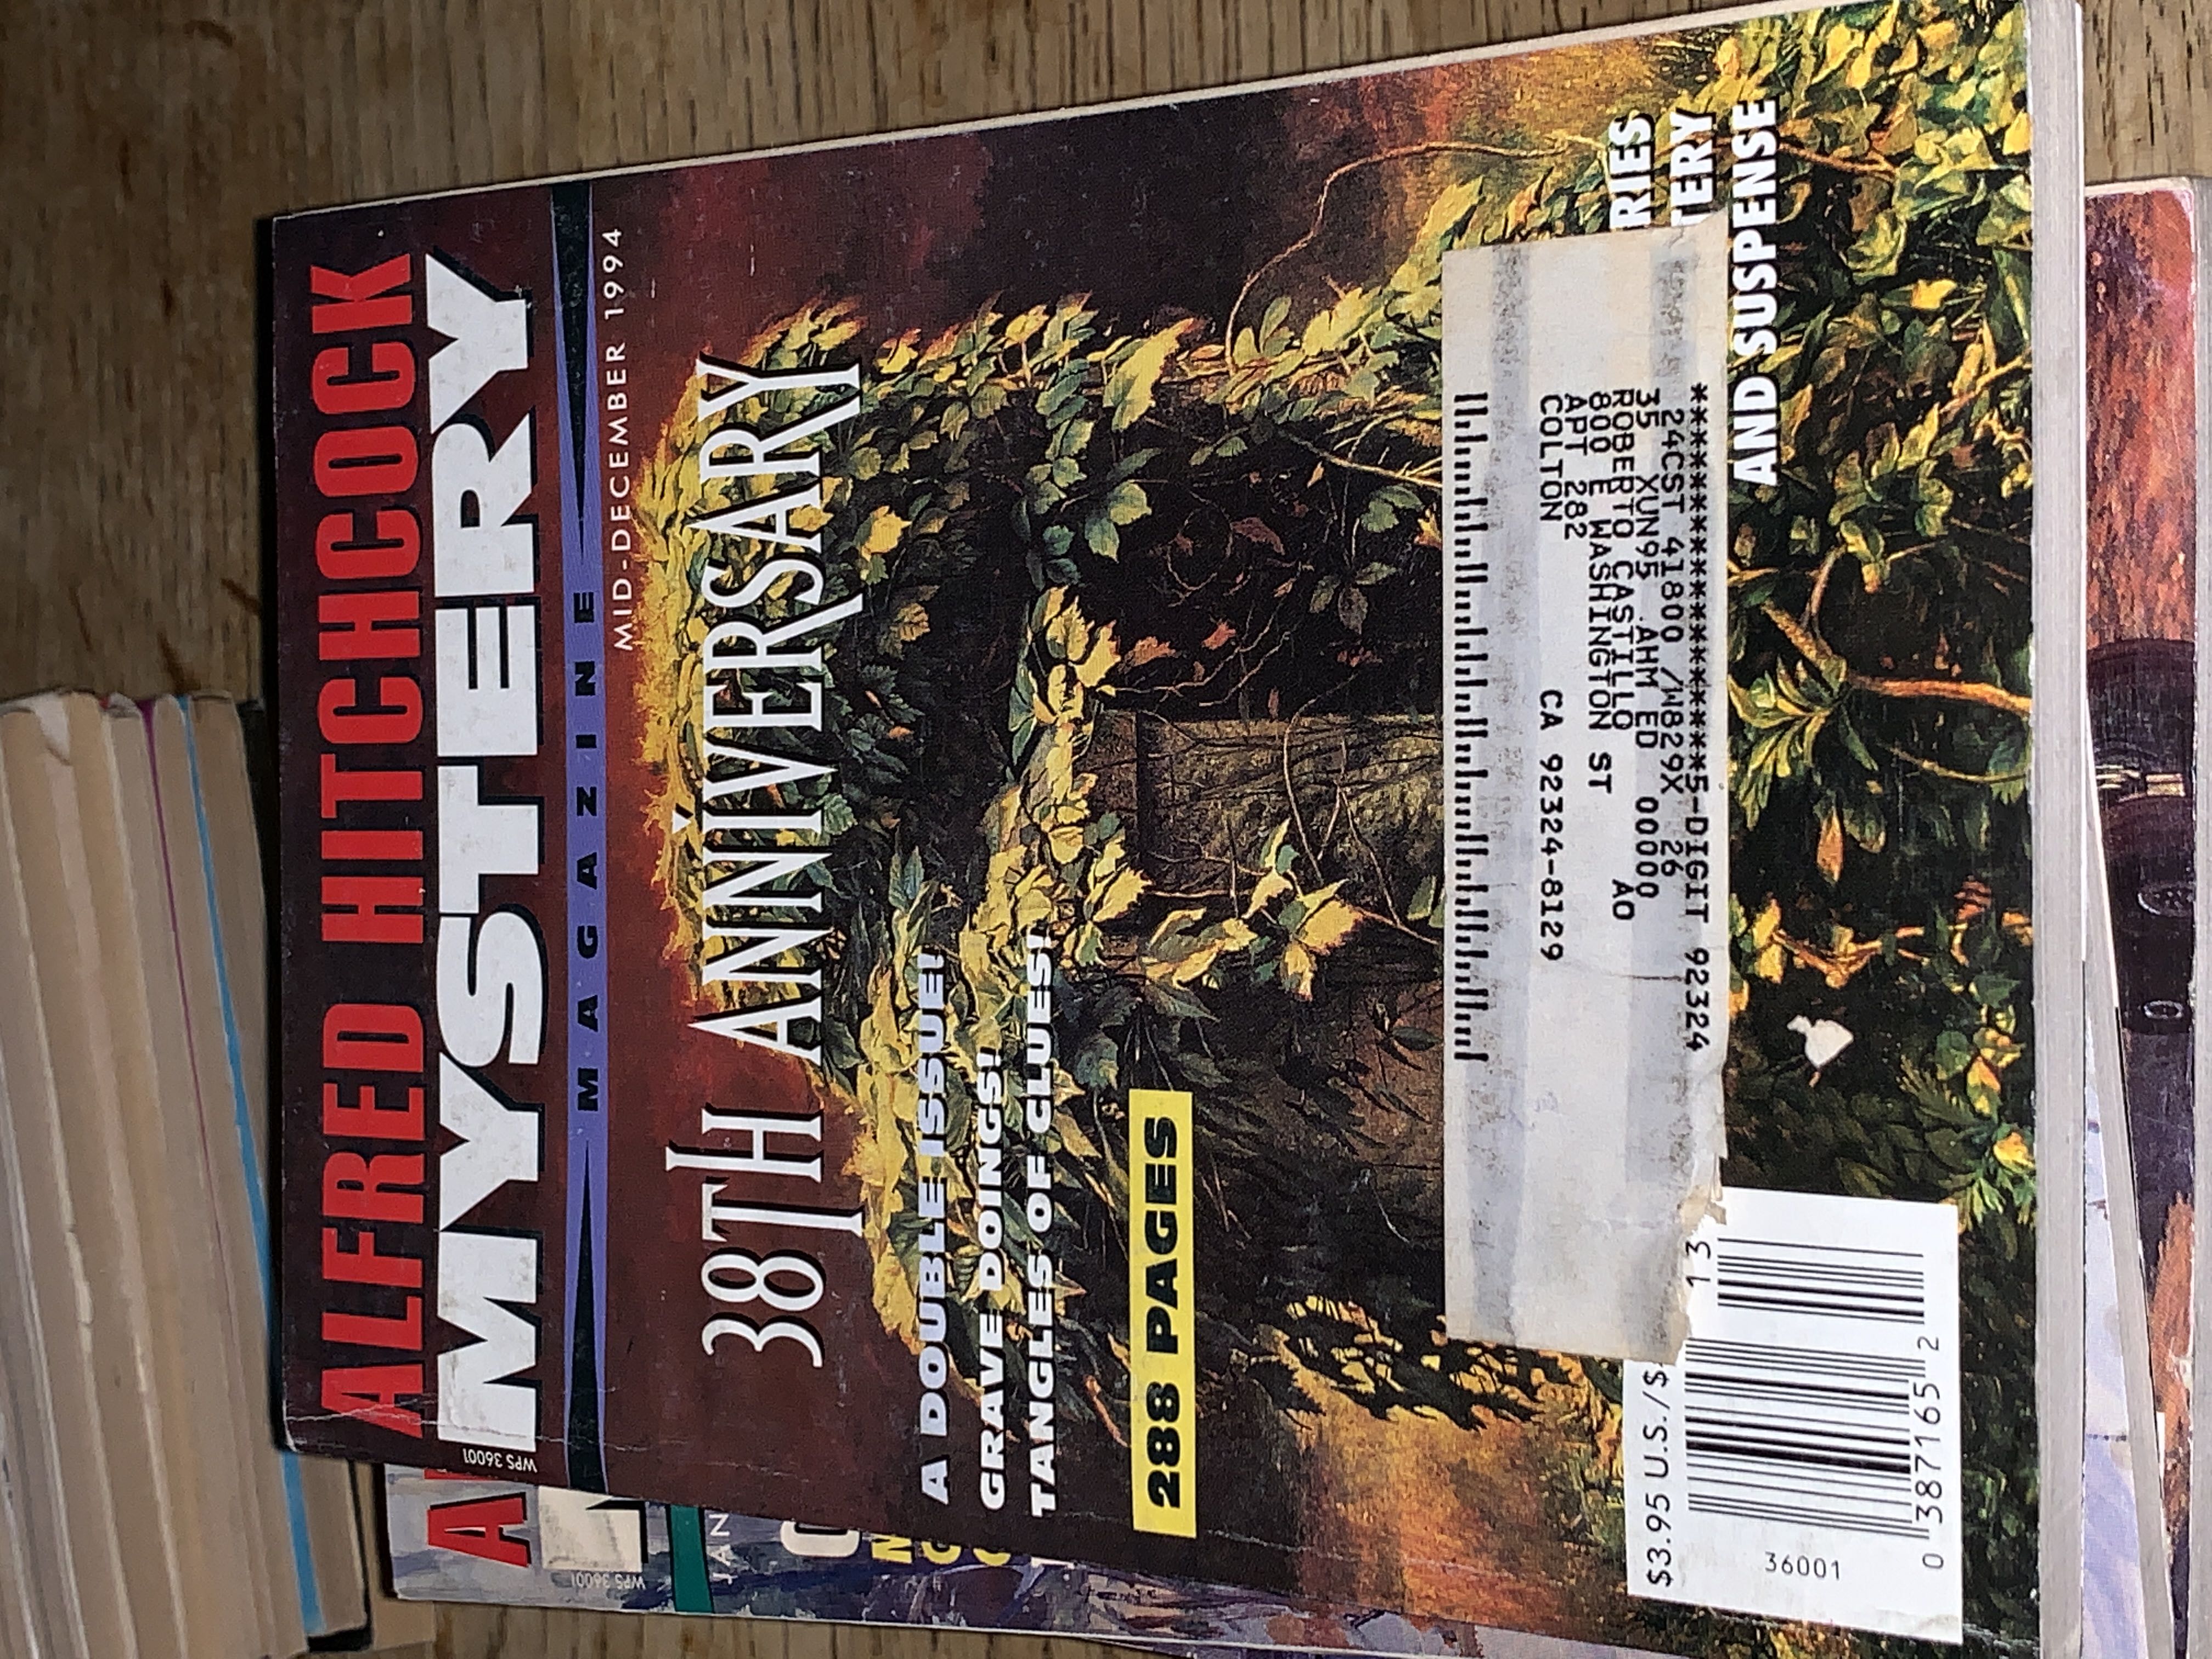 ALFRED HITCHCOCK
MYSTERY
MAGAZINE
WPS 36001
MID-DECEMBER 1994
38TH ANNIVERSARY
A DOUBLE ISSUE!
GRAVE DOINGS!
TANGLES OF CLUES!
288 PAGES
AND SUSPENSE
*****************************5-DIGIT 92324
24CST 41800 /W829X 26
35 XUN95 AHM ED 00000
ROBERTO CASTILLO AO
800 E WASHINGTON ST
APT 282
COLTON CA 92324-8129
$3.95 U.S./$
13
36001
0 387165 2
WPS 36001